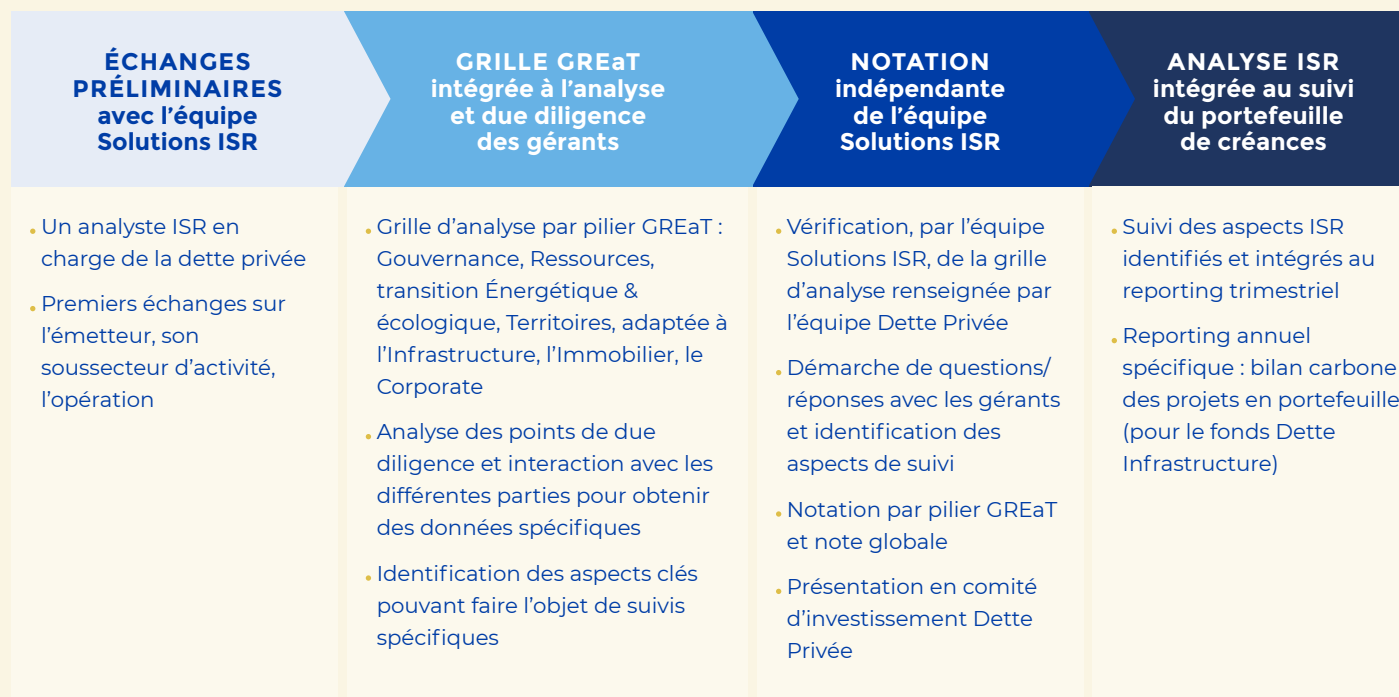 ÉCHANGES
PRÉLIMINAIRES
avec l’équipe
Solutions ISR
GRILLE GREaT
intégrée à l’analyse
et due diligence
des gérants
NOTATION
indépendante
de l’équipe
Solutions ISR
ANALYSE ISR
intégrée au suivi
du portefeuille
de créances
• Un analyste ISR en
charge de la dette privée
• Premiers échanges sur
l’émetteur, son
soussecteur d’activité,
l’opération
• Grille d’analyse par pilier GREaT :
Gouvernance, Ressources,
transition Énergétique &
écologique, Territoires, adaptée à
l’Infrastructure, l’Immobilier, le
Corporate
• Analyse des points de due
diligence et interaction avec les
différentes parties pour obtenir
des données spécifiques
• Identification des aspects clés
pouvant faire l’objet de suivis
spécifiques
• Vérification, par l’équipe
Solutions ISR, de la grille
d’analyse renseignée par
l’équipe Dette Privée
• Démarche de questions/
réponses avec les gérants
et identification des
aspects de suivi
• Notation par pilier GREaT
et note globale
• Présentation en comité
d’investissement Dette
Privée
• Suivi des aspects ISR
identifiés et intégrés au
reporting trimestriel
• Reporting annuel
spécifique : bilan carbone
des projets en portefeuille
(pour le fonds Dette
Infrastructure)